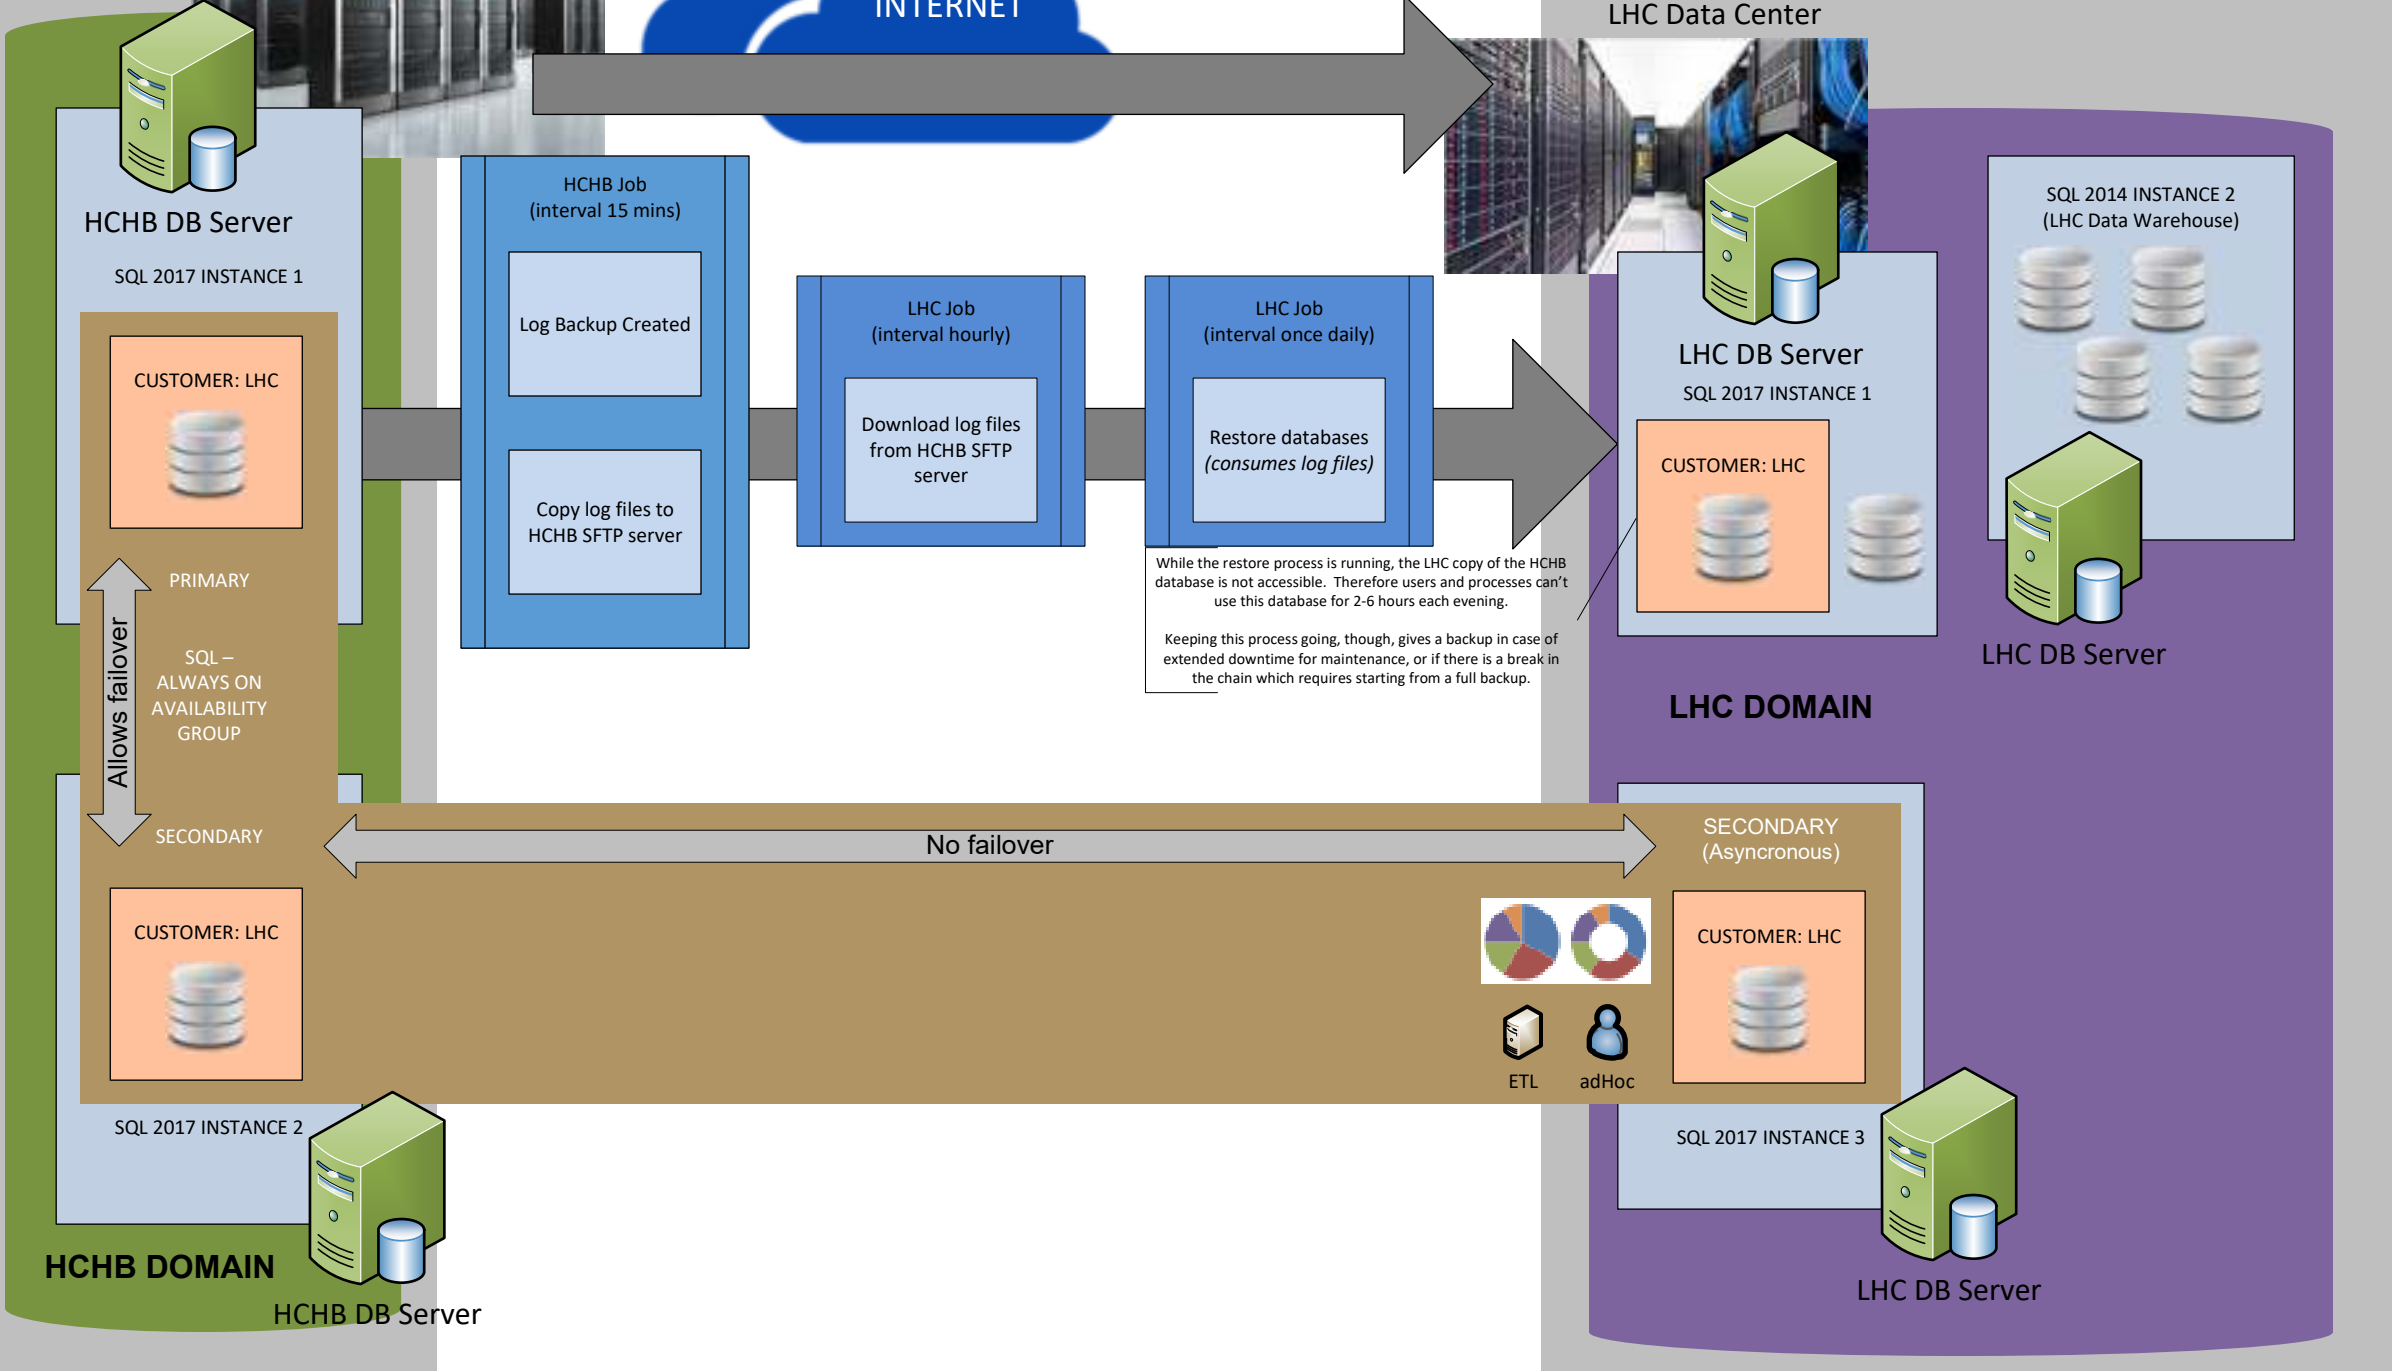 INTERNET
LHC Data Center
HCHB DB Server
SQL 2017 INSTANCE 1
CUSTOMER: LHC
PRIMARY
SQL –
ALWAYS ON
AVAILABILITY
GROUP
Allows failover
SECONDARY
CUSTOMER: LHC
SQL 2017 INSTANCE 2
HCHB DOMAIN
HCHB DB Server
HCHB Job
(interval 15 mins)
Log Backup Created
Copy log files to
HCHB SFTP server
LHC Job
(interval hourly)
Download log files
from HCHB SFTP
server
LHC Job
(interval once daily)
Restore databases
(consumes log files)
While the restore process is running, the LHC copy of the HCHB
database is not accessible.  Therefore users and processes can’t
use this database for 2-6 hours each evening.
Keeping this process going, though, gives a backup in case of
extended downtime for maintenance, or if there is a break in
the chain which requires starting from a full backup.
No failover
LHC DB Server
SQL 2017 INSTANCE 1
CUSTOMER: LHC
SQL 2014 INSTANCE 2
(LHC Data Warehouse)
LHC DB Server
LHC DOMAIN
SECONDARY
(Asyncronous)
CUSTOMER: LHC
ETL
adHoc
SQL 2017 INSTANCE 3
LHC DB Server